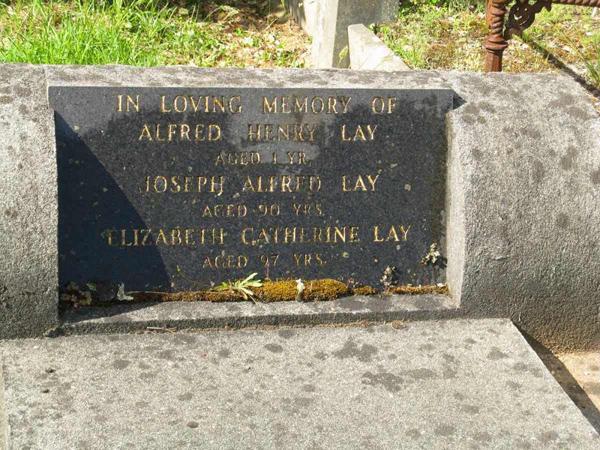 IN LOVING MEMORY OF
ALFRED HENRY LAY
AGED 1 YR.
JOSEPH ALFRED LAY
AGED 90 YRS.
ELIZABETH CATHERINE LAY
AGED 97 YRS.